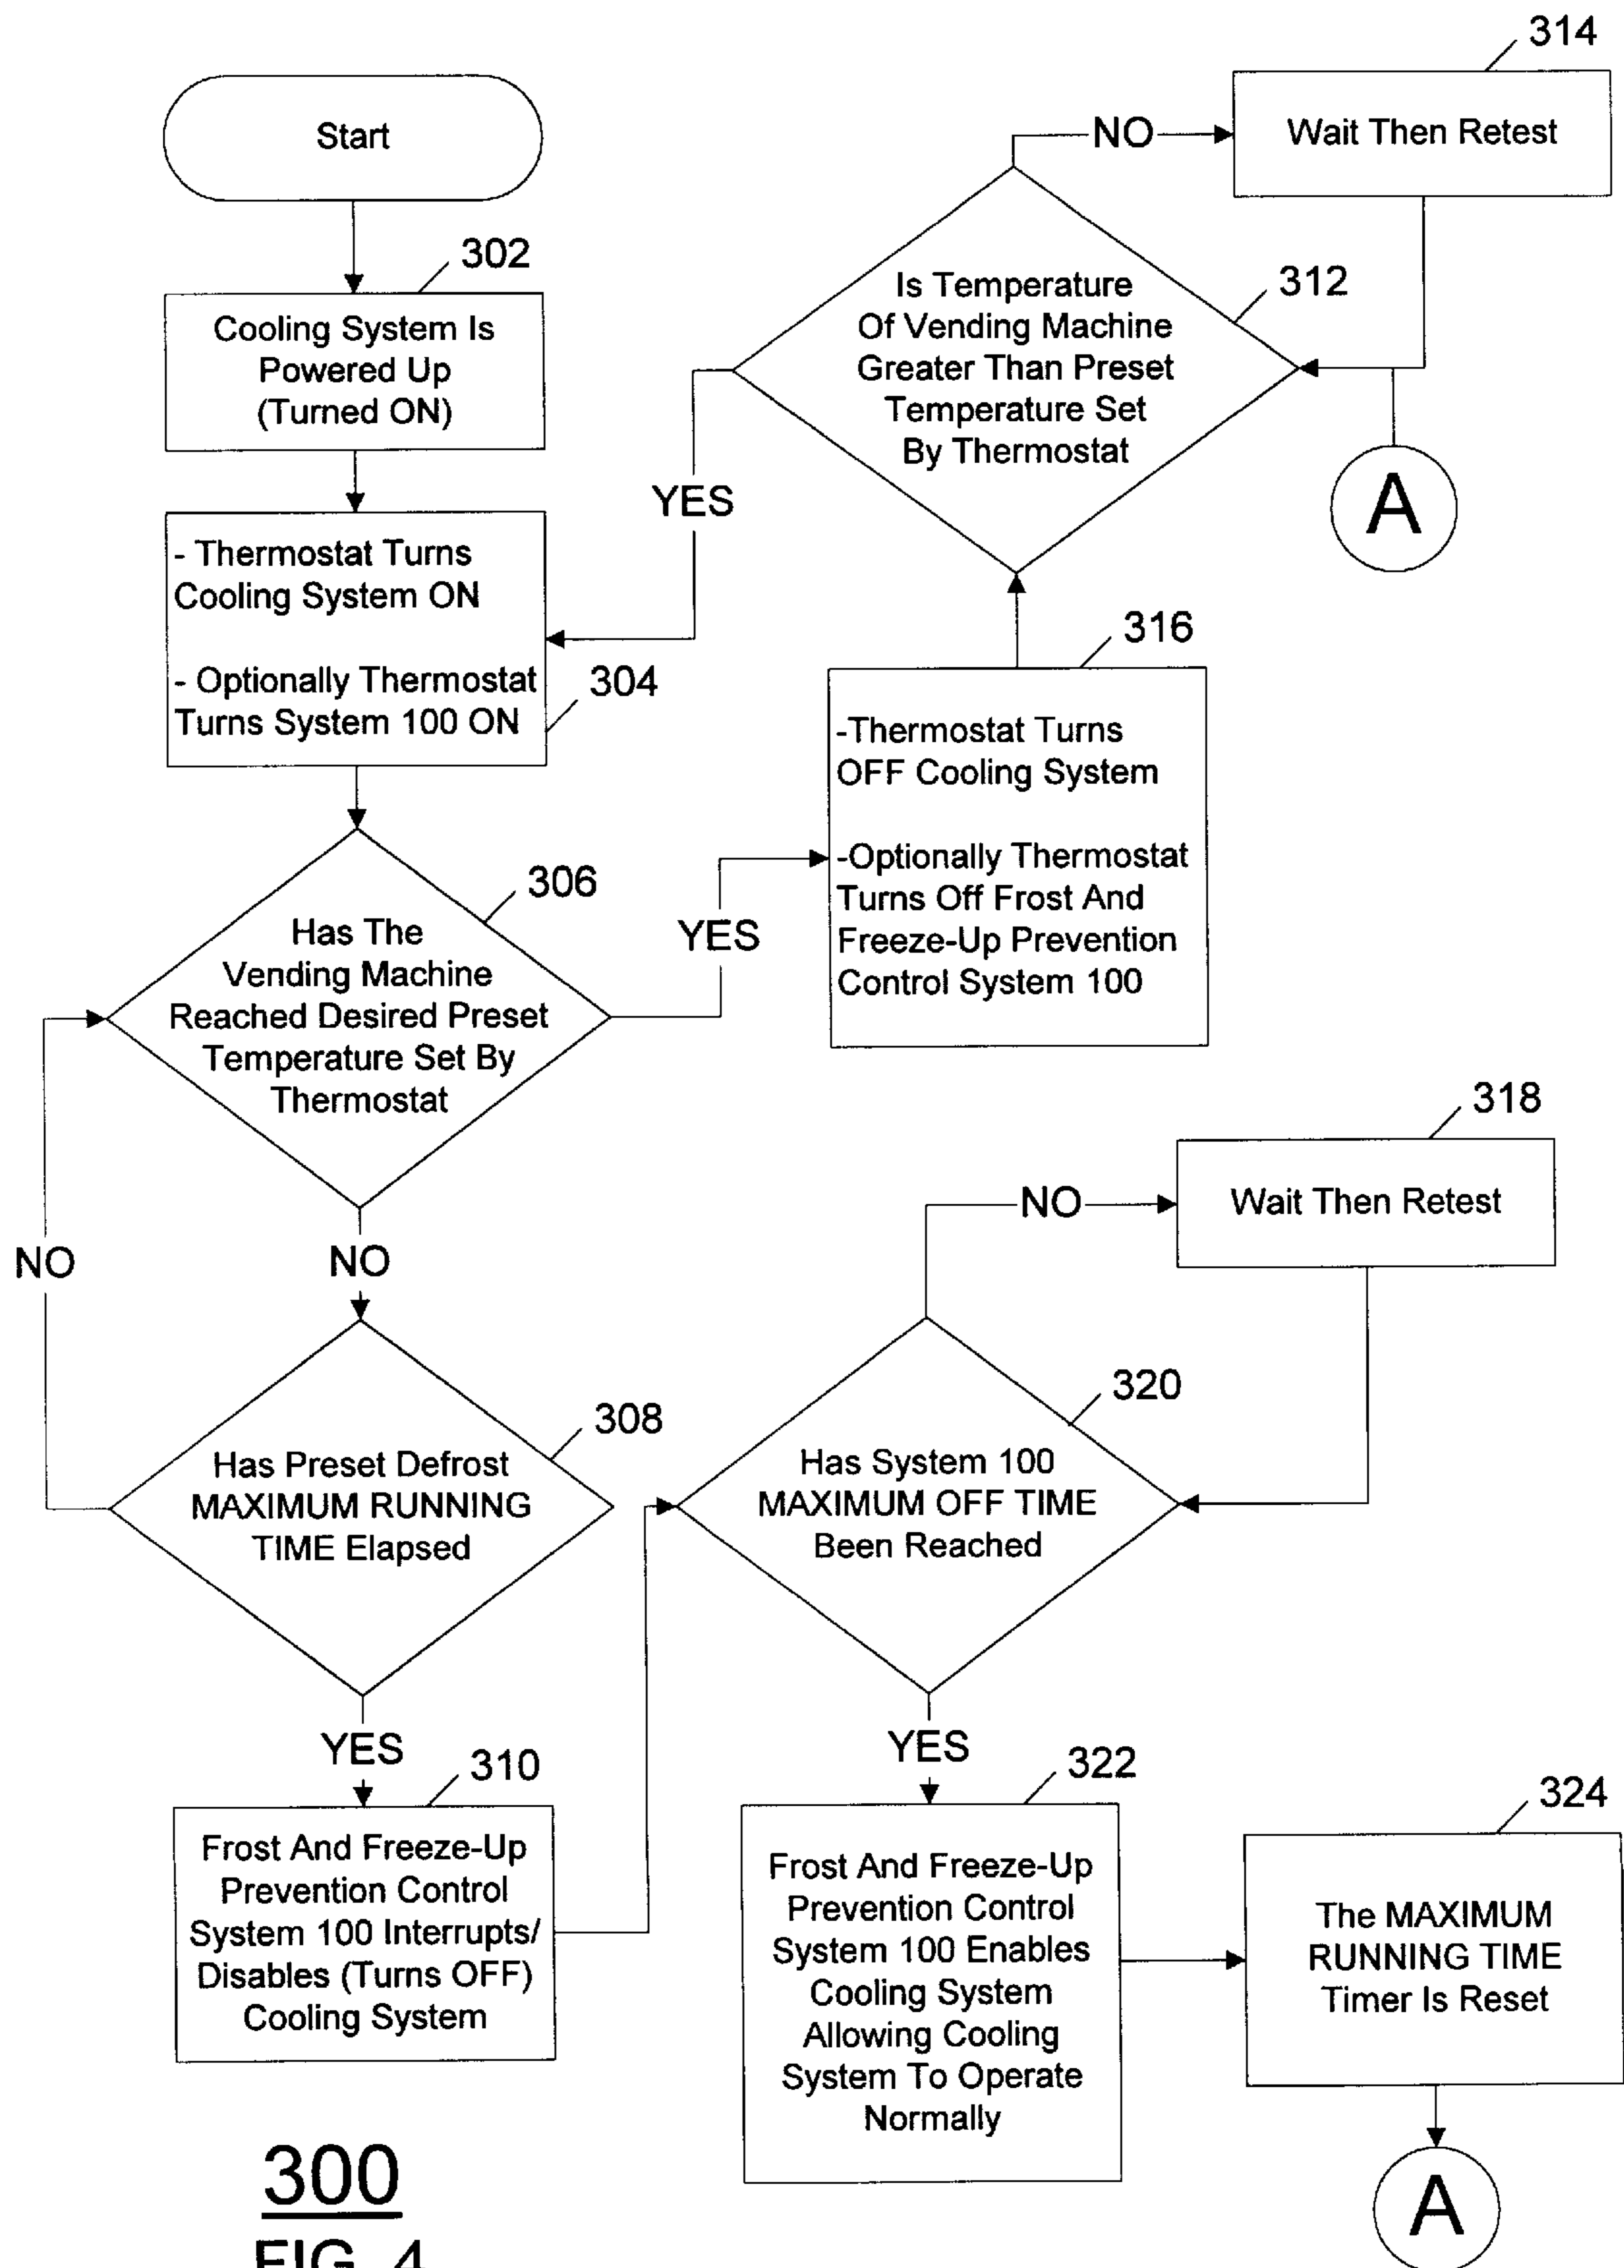 Start
302
Cooling System Is
Powered Up
(Turned ON)
- Thermostat Turns
Cooling System ON
- Optionally Thermostat
Turns System 100 ON
304
306
Has The
Vending Machine
Reached Desired Preset
Temperature Set By
Thermostat
YES
NO
NO
308
Has Preset Defrost
MAXIMUM RUNNING
TIME Elapsed
YES
310
Frost And Freeze-Up
Prevention Control
System 100 Interrupts/
Disables (Turns OFF)
Cooling System
314
NO
Wait Then Retest
312
Is Temperature
Of Vending Machine
Greater Than Preset
Temperature Set
By Thermostat
YES
A
316
-Thermostat Turns
OFF Cooling System
-Optionally Thermostat
Turns Off Frost And
Freeze-Up Prevention
Control System 100
318
NO
Wait Then Retest
320
Has System 100
MAXIMUM OFF TIME
Been Reached
YES
322
Frost And Freeze-Up
Prevention Control
System 100 Enables
Cooling System
Allowing Cooling
System To Operate
Normally
324
The MAXIMUM
RUNNING TIME
Timer Is Reset
A
300
FIG. 4